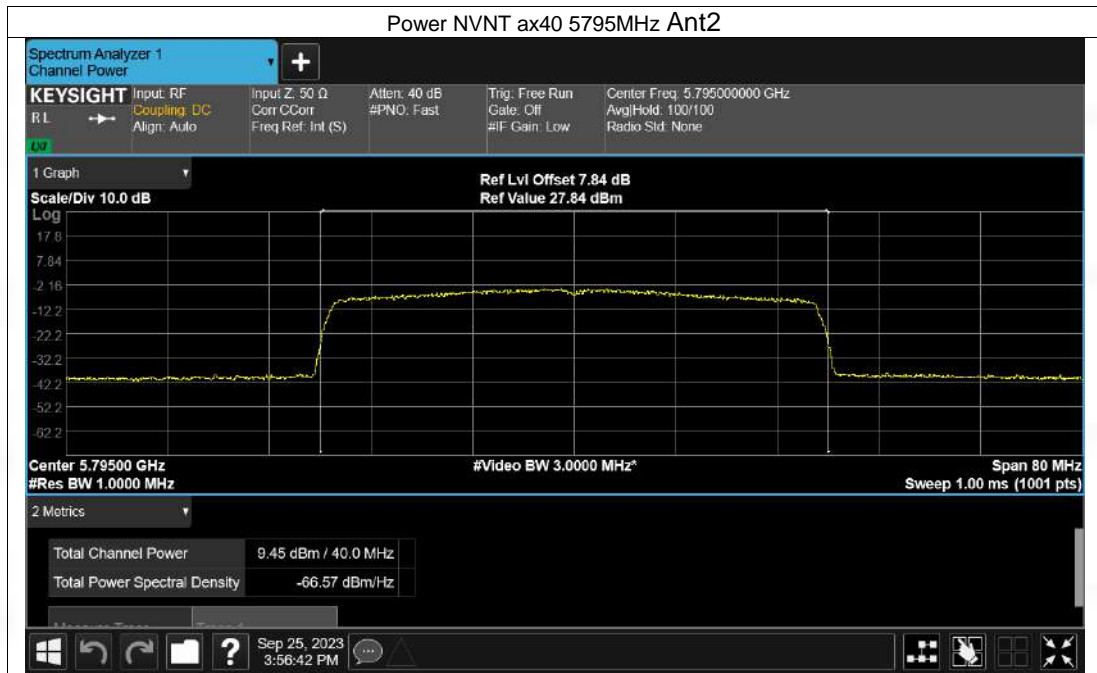 Power NVNT ax40 5795MHz Ant2
Spectrum Analyzer 1
Channel Power
KEYSIGHT
RL
LXI
Input: RF
Coupling: DC
Align: Auto
Input Z: 50 Ω
Corr CCorr
Freq Ref: Int (S)
Atten: 40 dB
#PNO: Fast
Trig: Free Run
Gate: Off
#IF Gain: Low
Center Freq: 5.795000000 GHz
Avg|Hold: 100/100
Radio Std: None
1 Graph
Ref Lvl Offset 7.84 dB
Scale/Div 10.0 dB
Ref Value 27.84 dBm
Log
17.8
7.84
-2.16
-12.2
-22.2
-32.2
-42.2
-52.2
-62.2
Center 5.79500 GHz
#Video BW 3.0000 MHz*
Span 80 MHz
#Res BW 1.0000 MHz
Sweep 1.00 ms (1001 pts)
2 Metrics
Total Channel Power 9.45 dBm / 40.0 MHz
Total Power Spectral Density -66.57 dBm/Hz
?
Sep 25, 2023
3:56:42 PM